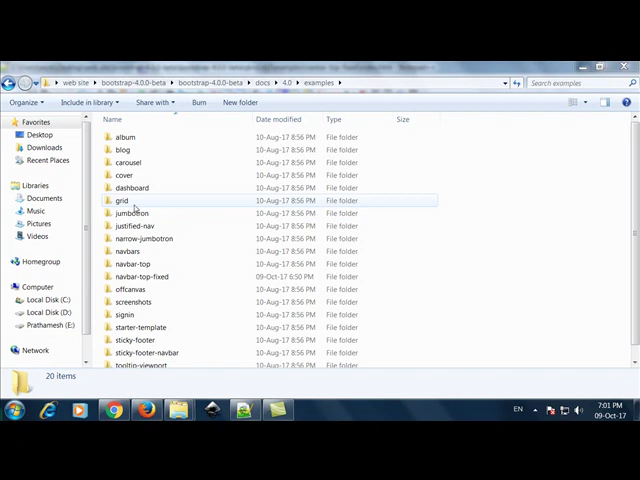 web site ▸ bootstrap-4.0.0-beta ▸ bootstrap-4.0.0-beta ▸ docs ▸ 4.0 ▸ examples ▸
Search examples
Organize ▾ Include in library ▾ Share with ▾ Burn New folder
Name Date modified Type Size
Favorites
Desktop
Downloads
Recent Places
Libraries
Documents
Music
Pictures
Videos
Homegroup
Computer
Local Disk (C:)
Local Disk (D:)
Prathamesh (E:)
Network
album 10-Aug-17 8:56 PM File folder
blog 10-Aug-17 8:56 PM File folder
carousel 10-Aug-17 8:56 PM File folder
cover 10-Aug-17 8:56 PM File folder
dashboard 10-Aug-17 8:56 PM File folder
grid 10-Aug-17 8:56 PM File folder
jumbotron 10-Aug-17 8:56 PM File folder
justified-nav 10-Aug-17 8:56 PM File folder
narrow-jumbotron 10-Aug-17 8:56 PM File folder
navbars 10-Aug-17 8:56 PM File folder
navbar-top 10-Aug-17 8:56 PM File folder
navbar-top-fixed 09-Oct-17 6:50 PM File folder
offcanvas 10-Aug-17 8:56 PM File folder
screenshots 10-Aug-17 8:56 PM File folder
signin 10-Aug-17 8:56 PM File folder
starter-template 10-Aug-17 8:56 PM File folder
sticky-footer 10-Aug-17 8:56 PM File folder
sticky-footer-navbar 10-Aug-17 8:56 PM File folder
tooltip-viewport 10-Aug-17 8:56 PM File folder
20 items
EN
7:01 PM
09-Oct-17